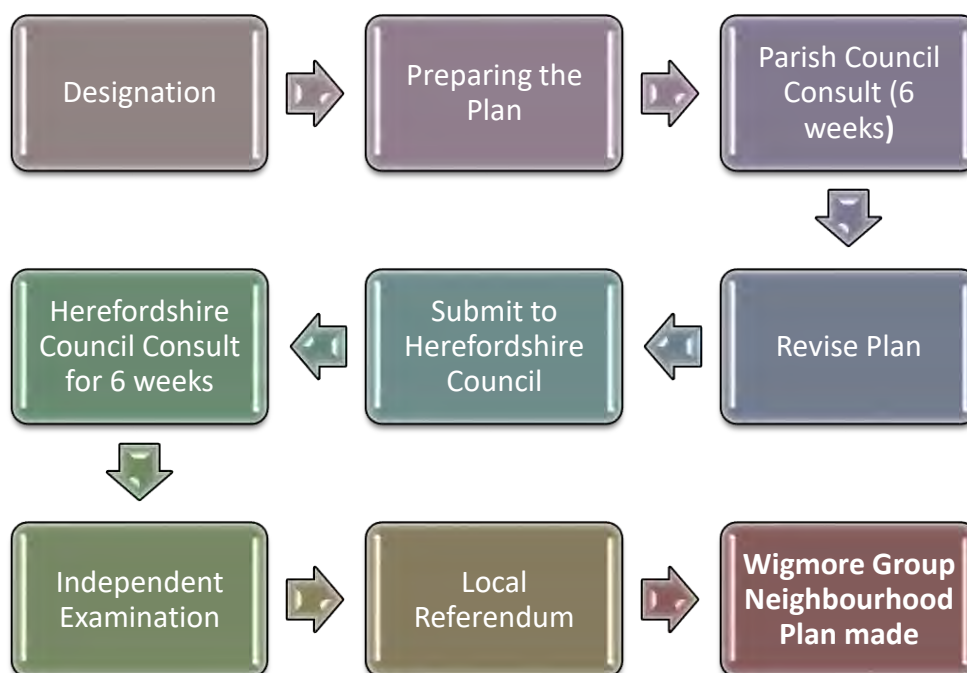 Designation
Preparing the
Plan
Parish Council
Consult (6
weeks)
Revise Plan
Submit to
Herefordshire
Council
Herefordshire
Council Consult
for 6 weeks
Independent
Examination
Local
Referendum
Wigmore Group
Neighbourhood
Plan made